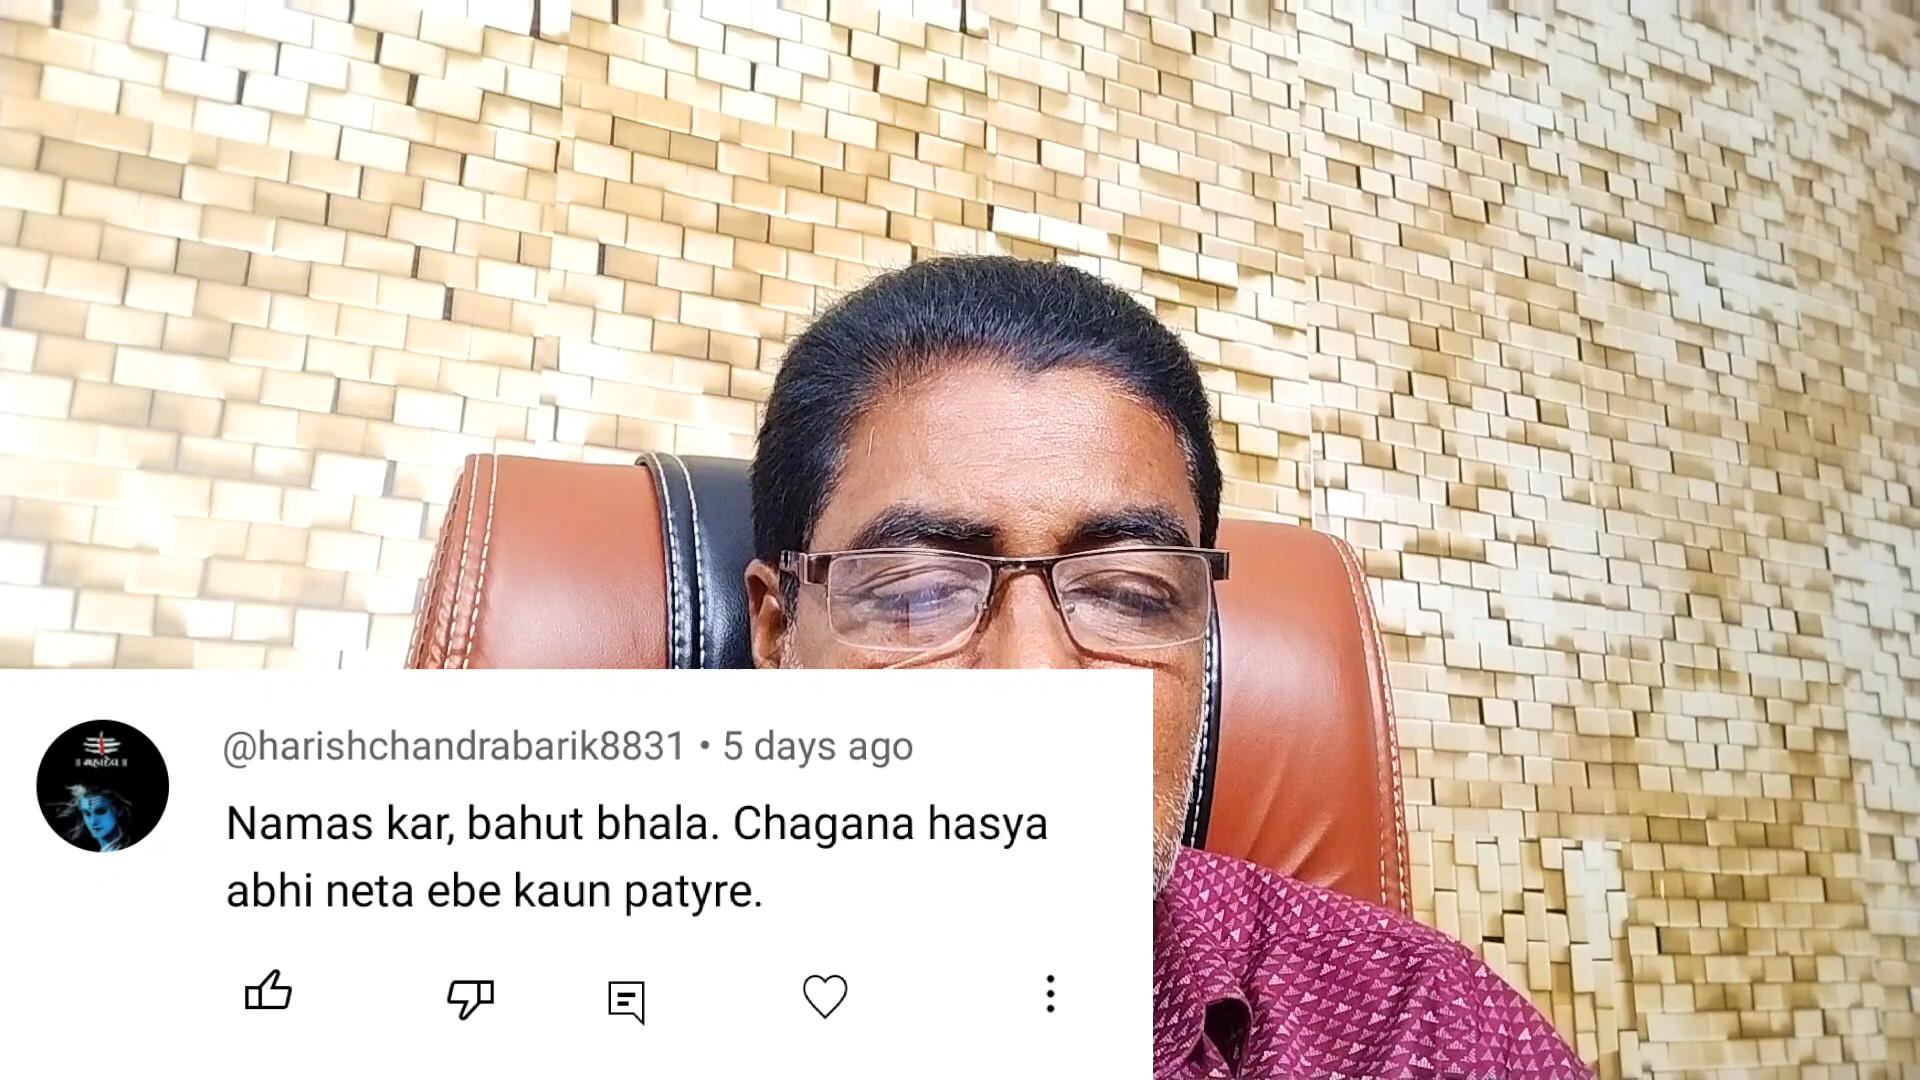 @harishchandrabarik8831 • 5 days ago
Namas kar, bahut bhala. Chagana hasya
abhi neta ebe kaun patyre.